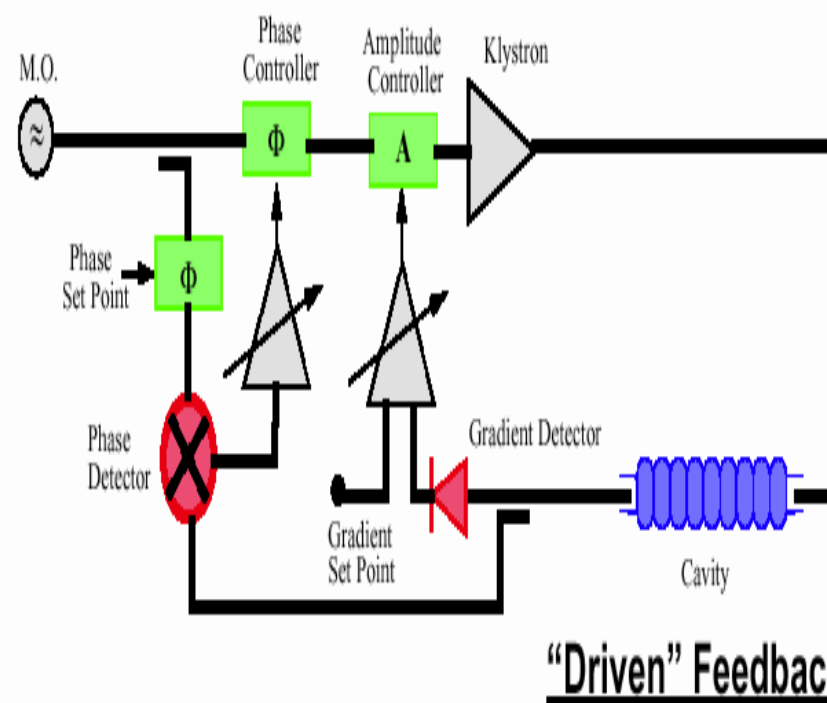 Phase
Controller
Amplitude
Controller
Klystron
M.O.
≈
Φ
A
Phase
Set Point
Φ
Phase
Detector
Gradient Detector
Gradient
Set Point
Cavity
“Driven” Feedbac